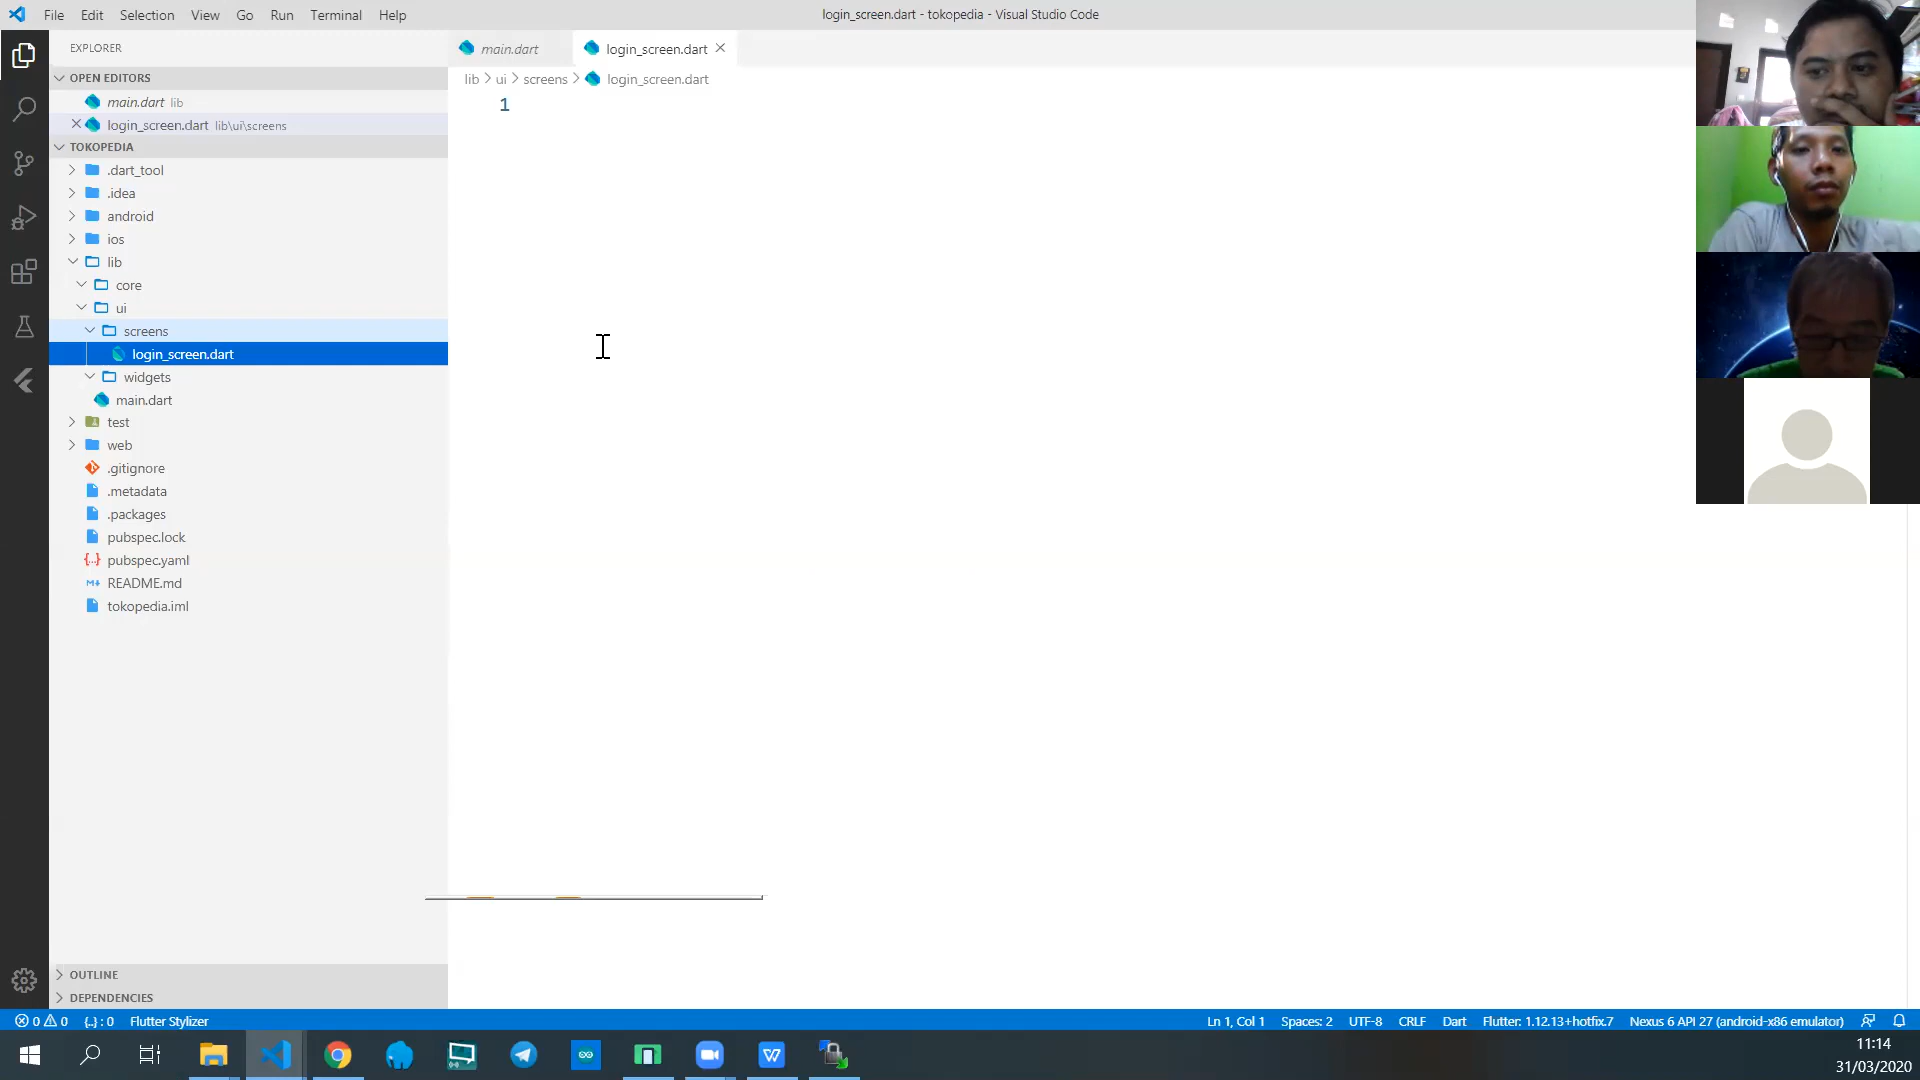 File Edit Selection View Go Run Terminal Help
login_screen.dart - tokopedia - Visual Studio Code
EXPLORER
OPEN EDITORS
main.dart lib
login_screen.dart lib\ui\screens
TOKOPEDIA
.dart_tool
.idea
android
ios
lib
core
ui
screens
login_screen.dart
widgets
main.dart
test
web
.gitignore
.metadata
.packages
pubspec.lock
pubspec.yaml
README.md
tokopedia.iml
OUTLINE
DEPENDENCIES
main.dart login_screen.dart
lib > ui > screens > login_screen.dart
1
0 0 {..} : 0 Flutter Stylizer
Ln 1, Col 1 Spaces: 2 UTF-8 CRLF Dart Flutter: 1.12.13+hotfix.7 Nexus 6 API 27 (android-x86 emulator)
11:14
31/03/2020